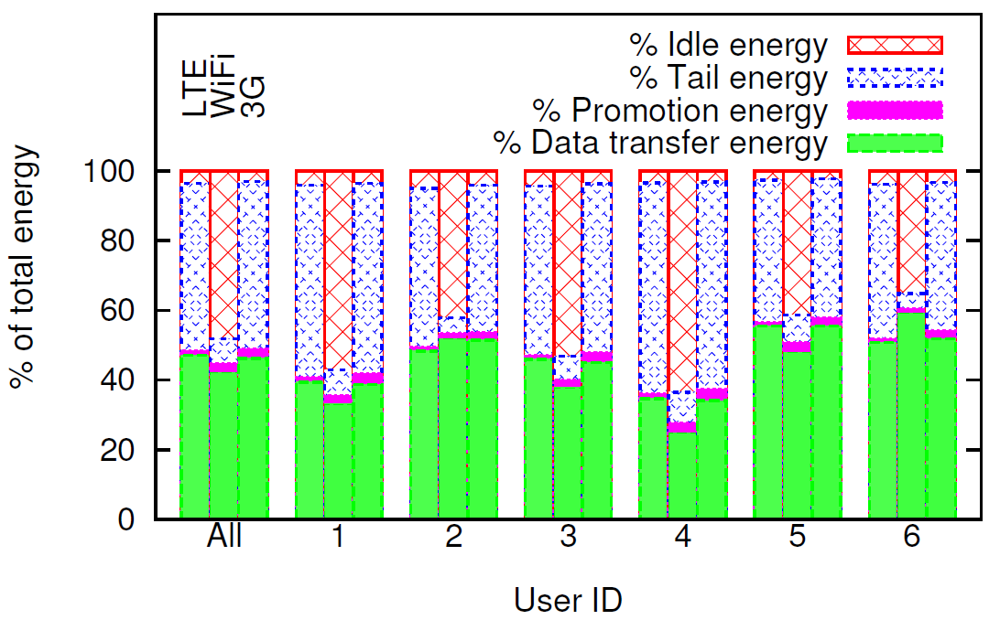 % Idle energy
% Tail energy
% Promotion energy
% Data transfer energy
LTE
WiFi
3G
% of total energy
100
80
60
40
20
0
All 1 2 3 4 5 6
User ID